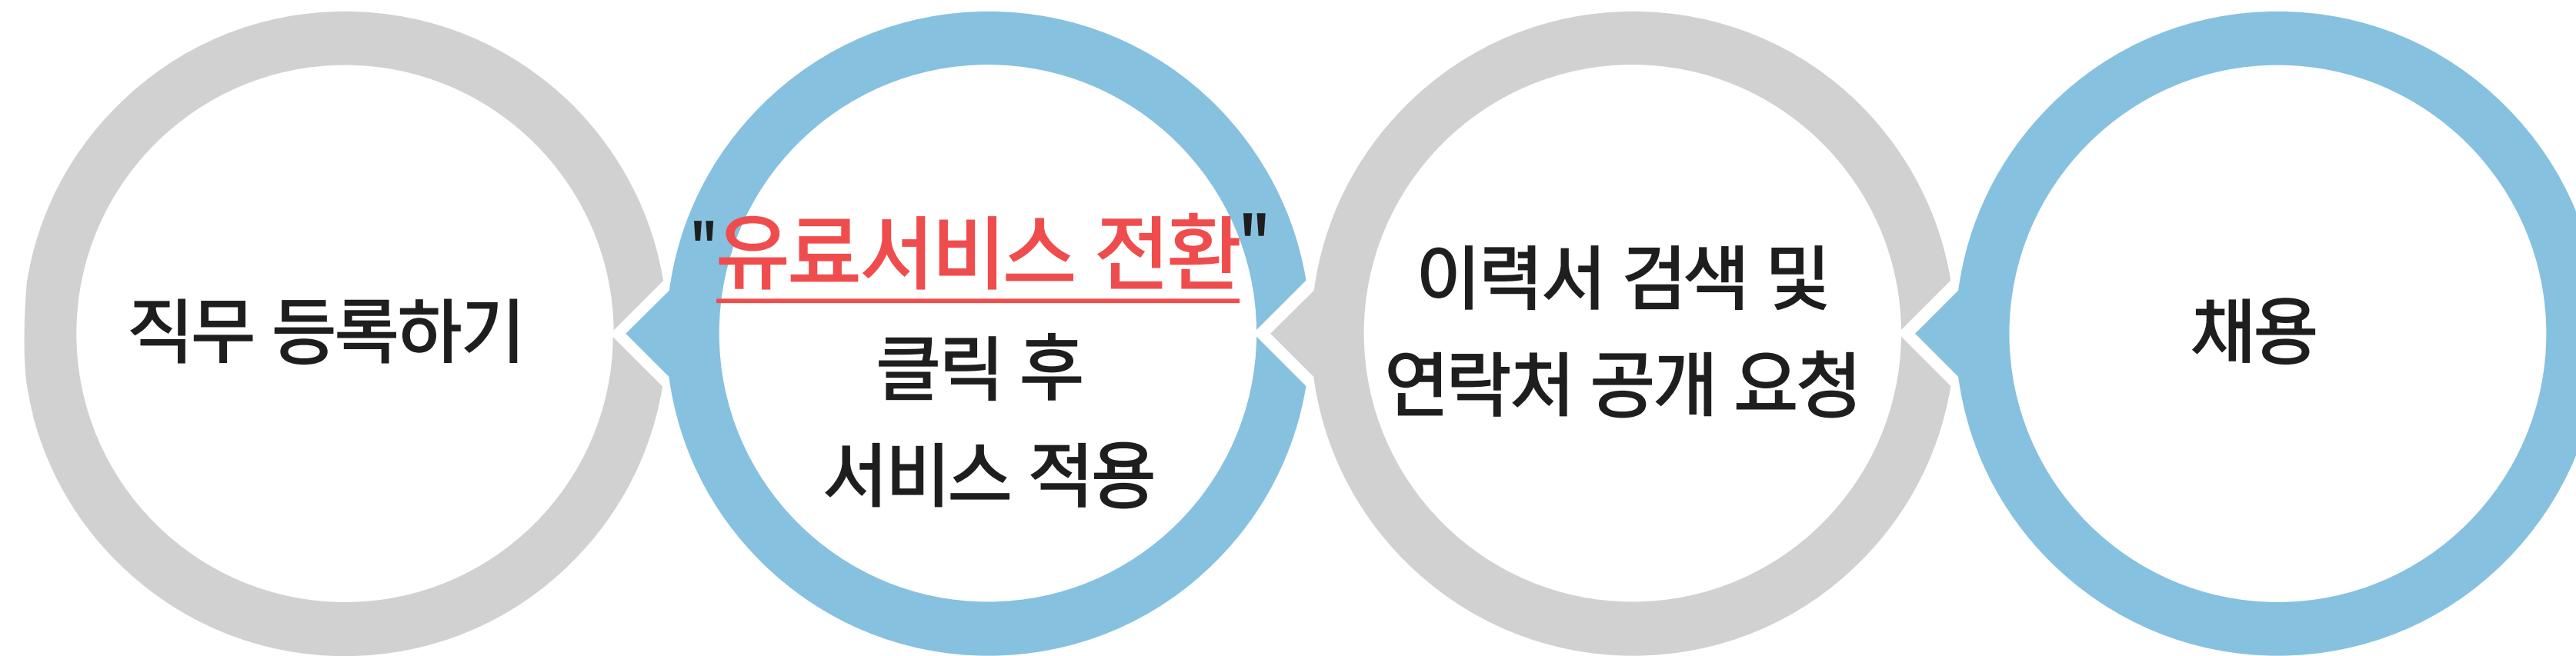 직무 등록하기
"유료서비스 전환"
클릭 후
서비스 적용
이력서 검색 및
연락처 공개 요청
채용